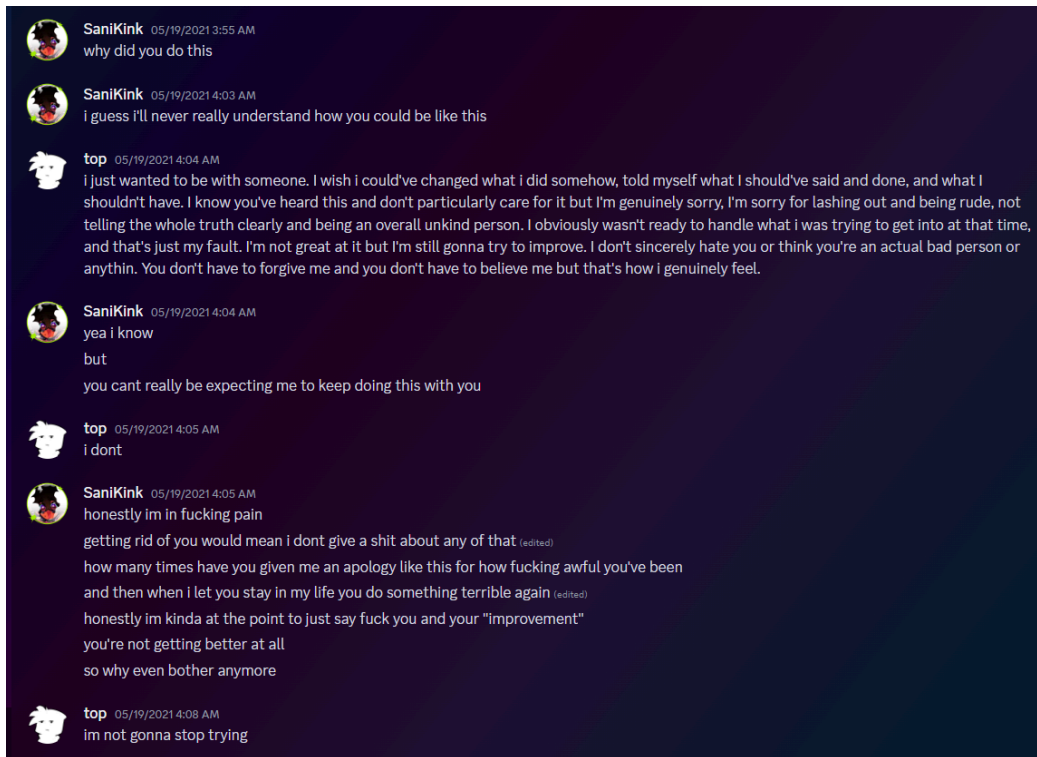 SaniKink 05/19/2021 3:55 AM
why did you do this
SaniKink 05/19/2021 4:03 AM
i guess i'll never really understand how you could be like this
top 05/19/2021 4:04 AM
i just wanted to be with someone. I wish i could've changed what i did somehow, told myself what I should've said and done, and what I
shouldn't have. I know you've heard this and don't particularly care for it but I'm genuinely sorry, I'm sorry for lashing out and being rude, not
telling the whole truth clearly and being an overall unkind person. I obviously wasn't ready to handle what i was trying to get into at that time,
and that's just my fault. I'm not great at it but I'm still gonna try to improve. I don't sincerely hate you or think you're an actual bad person or
anythin. You don't have to forgive me and you don't have to believe me but that's how i genuinely feel.
SaniKink 05/19/2021 4:04 AM
yea i know
but
you cant really be expecting me to keep doing this with you
top 05/19/2021 4:05 AM
i dont
SaniKink 05/19/2021 4:05 AM
honestly im in fucking pain
getting rid of you would mean i dont give a shit about any of that (edited)
how many times have you given me an apology like this for how fucking awful you've been
and then when i let you stay in my life you do something terrible again (edited)
honestly im kinda at the point to just say fuck you and your "improvement"
you're not getting better at all
so why even bother anymore
top 05/19/2021 4:08 AM
im not gonna stop trying